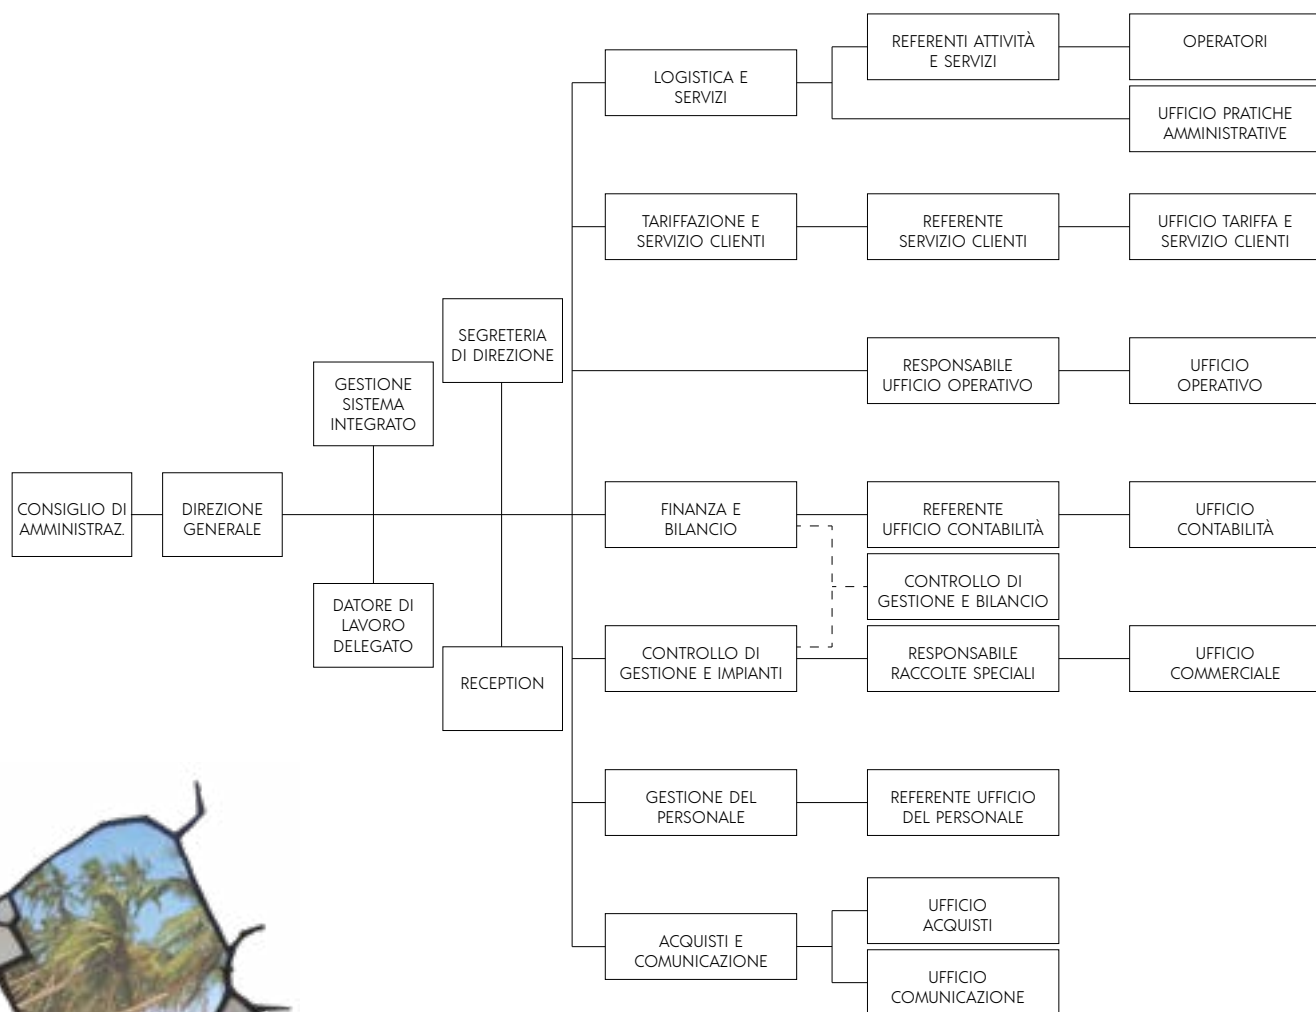 REFERENTI ATTIVITÀ
E SERVIZI
OPERATORI
LOGISTICA E
SERVIZI
UFFICIO PRATICHE
AMMINISTRATIVE
TARIFFAZIONE E
SERVIZIO CLIENTI
REFERENTE
SERVIZIO CLIENTI
UFFICIO TARIFFA E
SERVIZIO CLIENTI
SEGRETERIA
DI DIREZIONE
RESPONSABILE
UFFICIO OPERATIVO
UFFICIO
OPERATIVO
GESTIONE
SISTEMA
INTEGRATO
CONSIGLIO DI
AMMINISTRAZ.
DIREZIONE
GENERALE
FINANZA E
BILANCIO
REFERENTE
UFFICIO CONTABILITÀ
UFFICIO
CONTABILITÀ
CONTROLLO DI
GESTIONE E BILANCIO
DATORE DI
LAVORO
DELEGATO
RECEPTION
CONTROLLO DI
GESTIONE E IMPIANTI
RESPONSABILE
RACCOLTE SPECIALI
UFFICIO
COMMERCIALE
GESTIONE DEL
PERSONALE
REFERENTE UFFICIO
DEL PERSONALE
UFFICIO
ACQUISTI
ACQUISTI E
COMUNICAZIONE
UFFICIO
COMUNICAZIONE